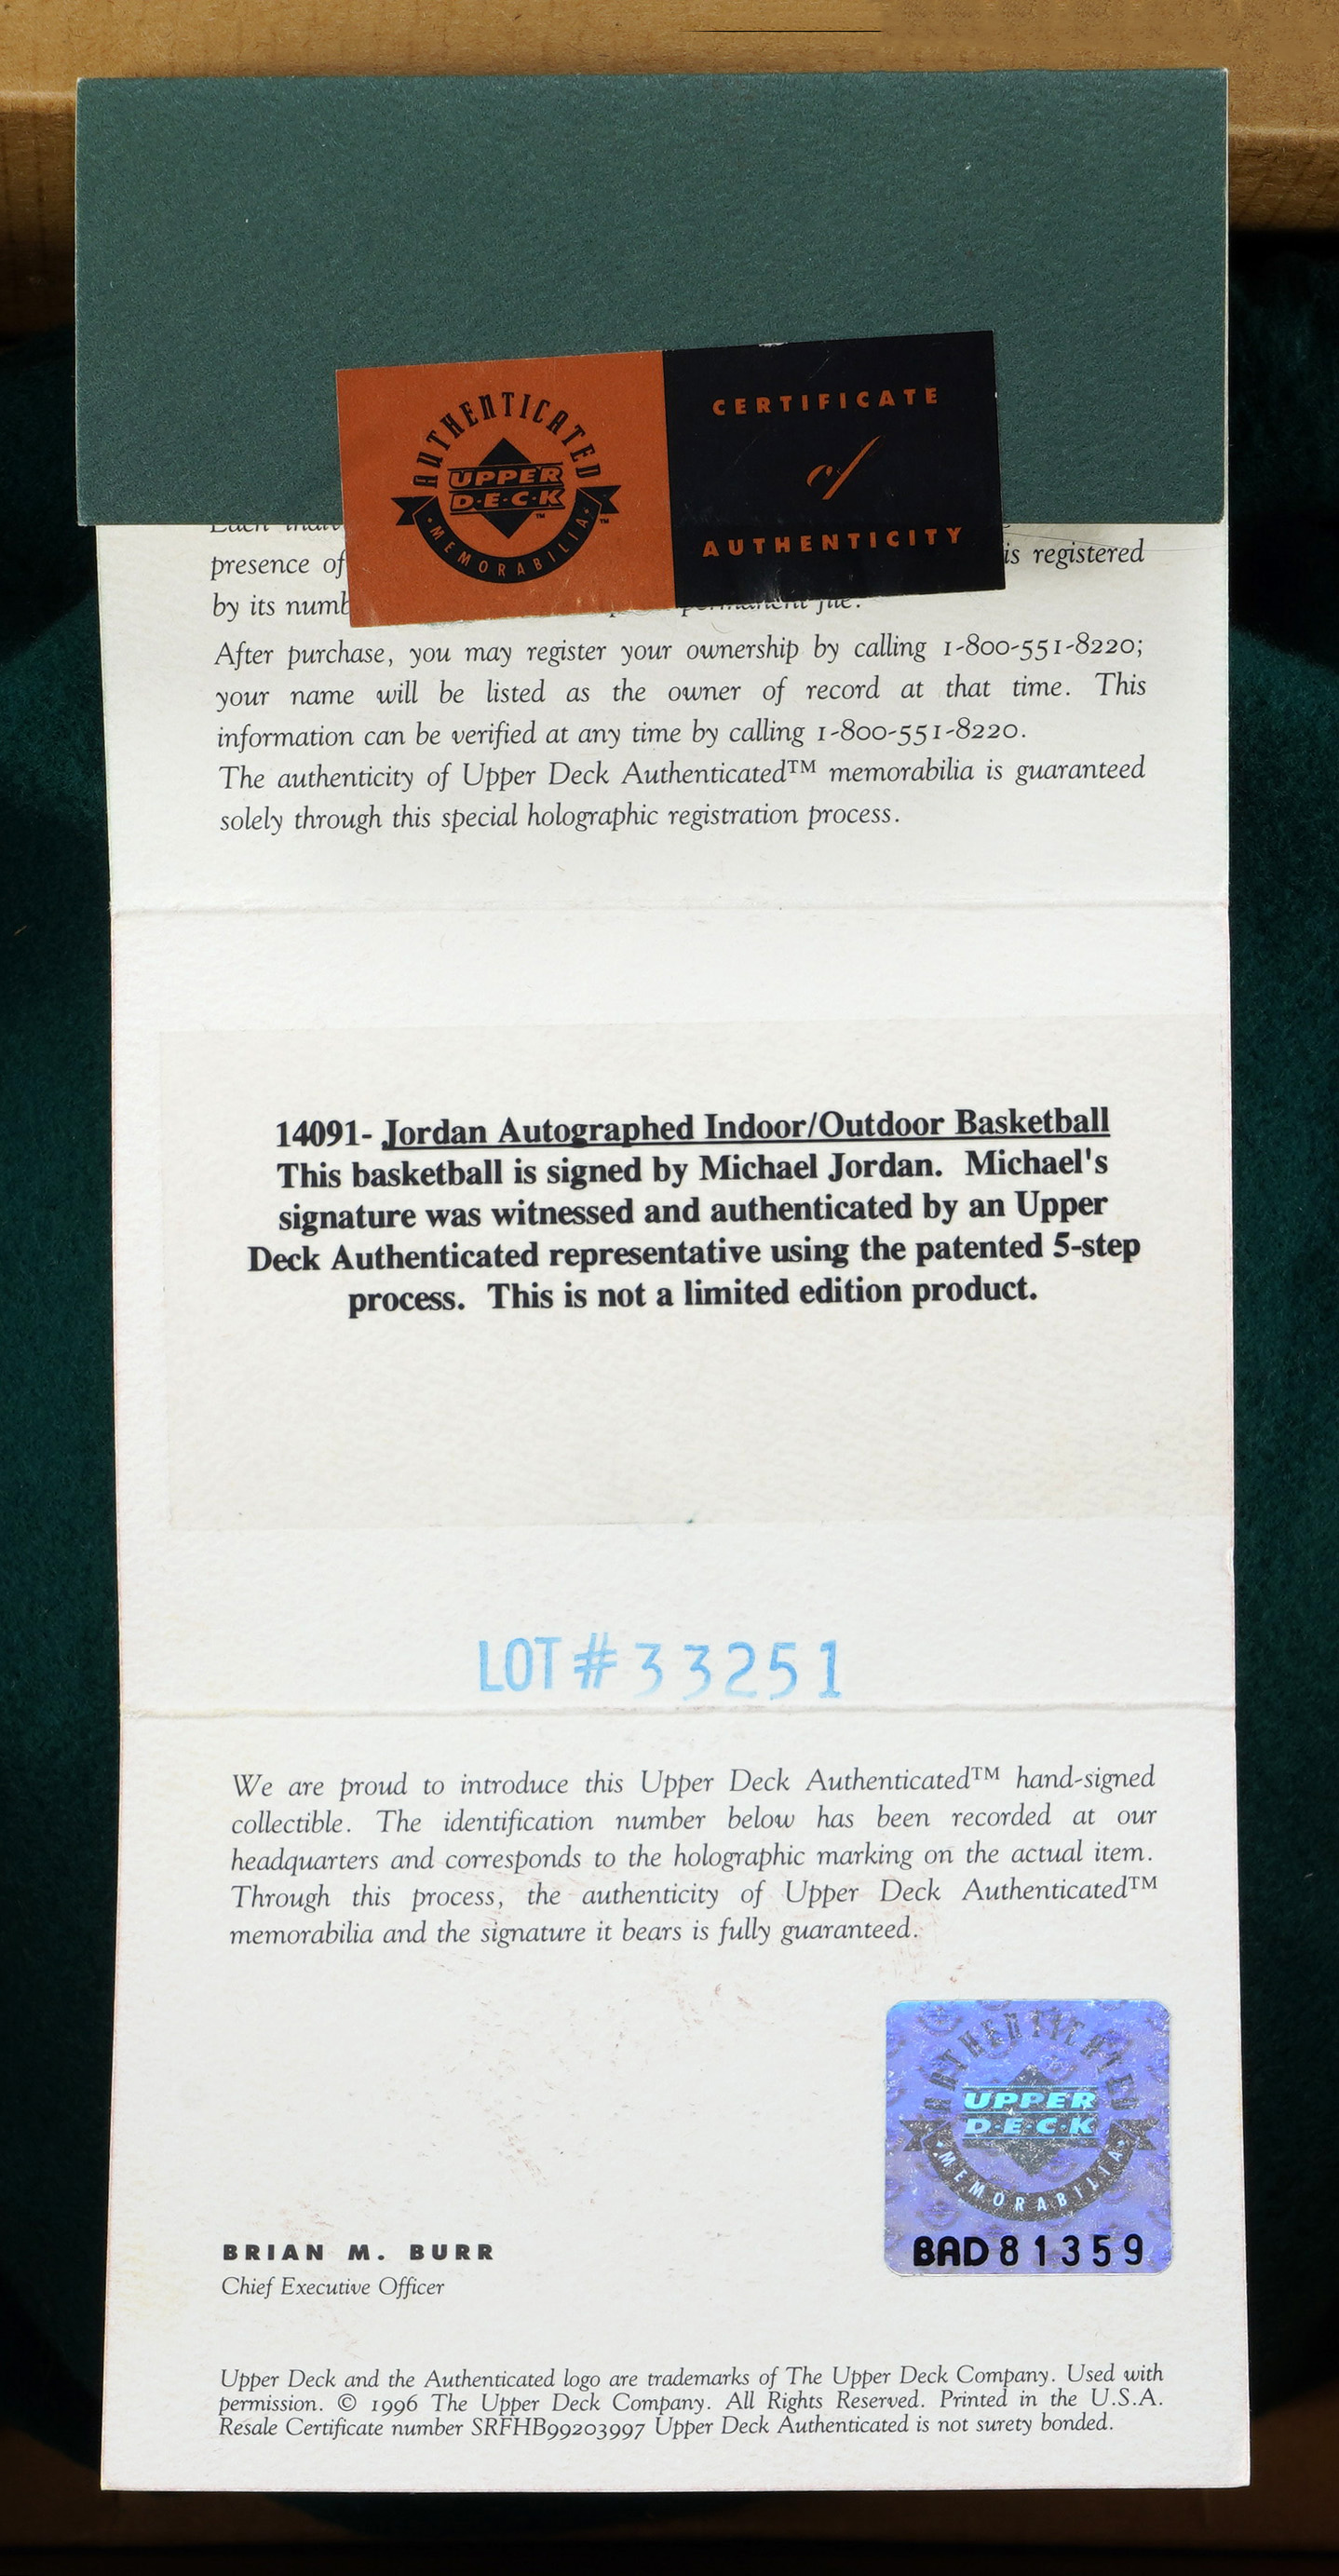 AUTHENTICATED
UPPER
D·E·C·K™
·MEMORABILIA·™
CERTIFICATE
of
AUTHENTICITY
Each
presence of is registered
by its permanent file.
After purchase, you may register your ownership by calling 1-800-551-8220;
your name will be listed as the owner of record at that time. This
information can be verified at any time by calling 1-800-551-8220.
The authenticity of Upper Deck Authenticated™ memorabilia is guaranteed
solely through this special holographic registration process.
14091- Jordan Autographed Indoor/Outdoor Basketball
This basketball is signed by Michael Jordan. Michael's
signature was witnessed and authenticated by an Upper
Deck Authenticated representative using the patented 5-step
process. This is not a limited edition product.
LOT # 33251
We are proud to introduce this Upper Deck Authenticated™ hand-signed
collectible. The identification number below has been recorded at our
headquarters and corresponds to the holographic marking on the actual item.
Through this process, the authenticity of Upper Deck Authenticated™
memorabilia and the signature it bears is fully guaranteed.
AUTHENTICATED
UPPER
D·E·C·K
·MEMORABILIA·
BAD81359
BRIAN M. BURR
Chief Executive Officer
Upper Deck and the Authenticated logo are trademarks of The Upper Deck Company. Used with
permission. © 1996 The Upper Deck Company. All Rights Reserved. Printed in the U.S.A.
Resale Certificate number SRFHB99203997 Upper Deck Authenticated is not surety bonded.